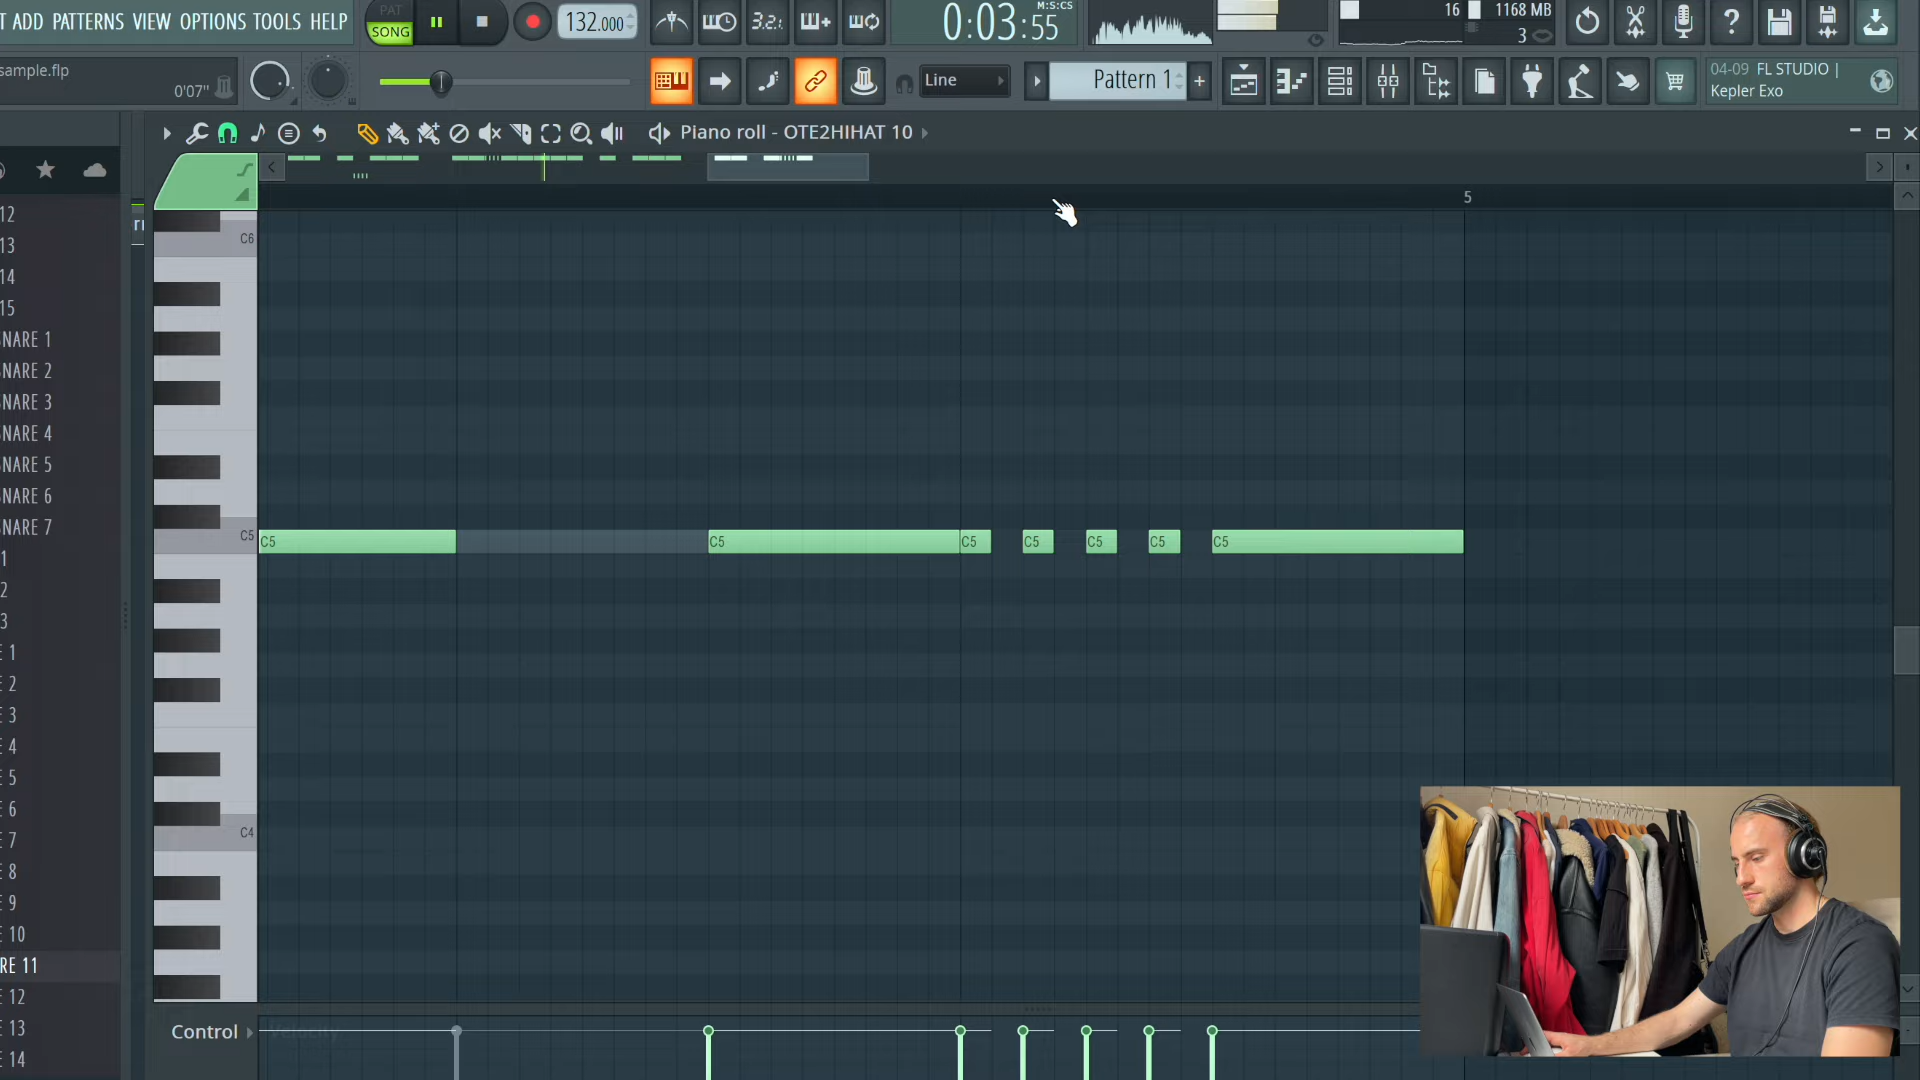 T ADD PATTERNS VIEW OPTIONS TOOLS HELP
PAT
SONG
132.000
3.2.
0:03:55
M:S:CS
16
1168 MB
3
sample.flp
0'07"
Line
Pattern 1
+
04-09 FL STUDIO |
Kepler Exo
Piano roll - OTE2HIHAT 10
5
C6
C5
C4
C5
C5
C5
C5
C5
C5
C5
12
13
14
15
NARE 1
NARE 2
NARE 3
NARE 4
NARE 5
NARE 6
NARE 7
1
2
3
E 1
E 2
E 3
E 4
E 5
E 6
E 7
E 8
E 9
E 10
RE 11
E 12
E 13
E 14
Control
Velocity